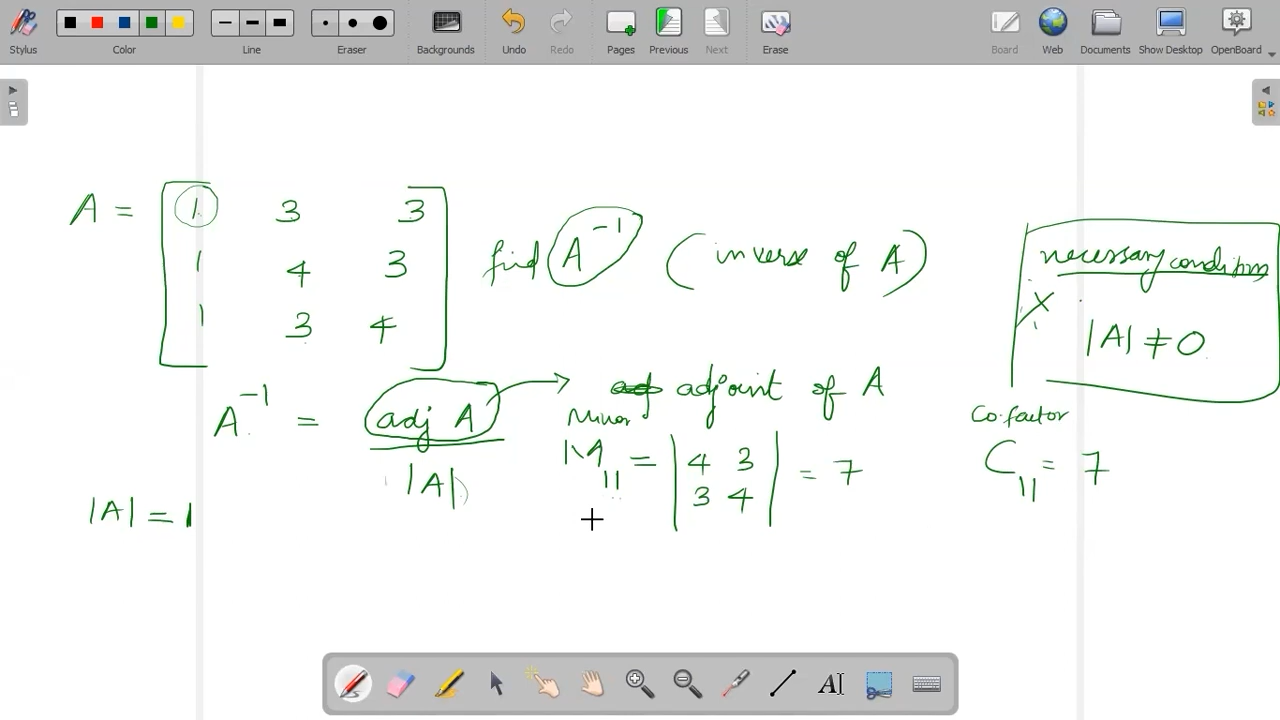 Stylus Color Line Eraser Backgrounds Undo Redo Pages Previous Next Erase Board Web Documents Show Desktop OpenBoard
A = [ 1 3 3
1 4 3
1 3 4 ]
find A⁻¹ (inverse of A)
necessary condition
|A| ≠ 0
A⁻¹ = adj A / |A|
adjoint of A
Minor
M₁₁ = | 4 3
3 4 | = 7
Cofactor
C₁₁ = 7
|A| = 1